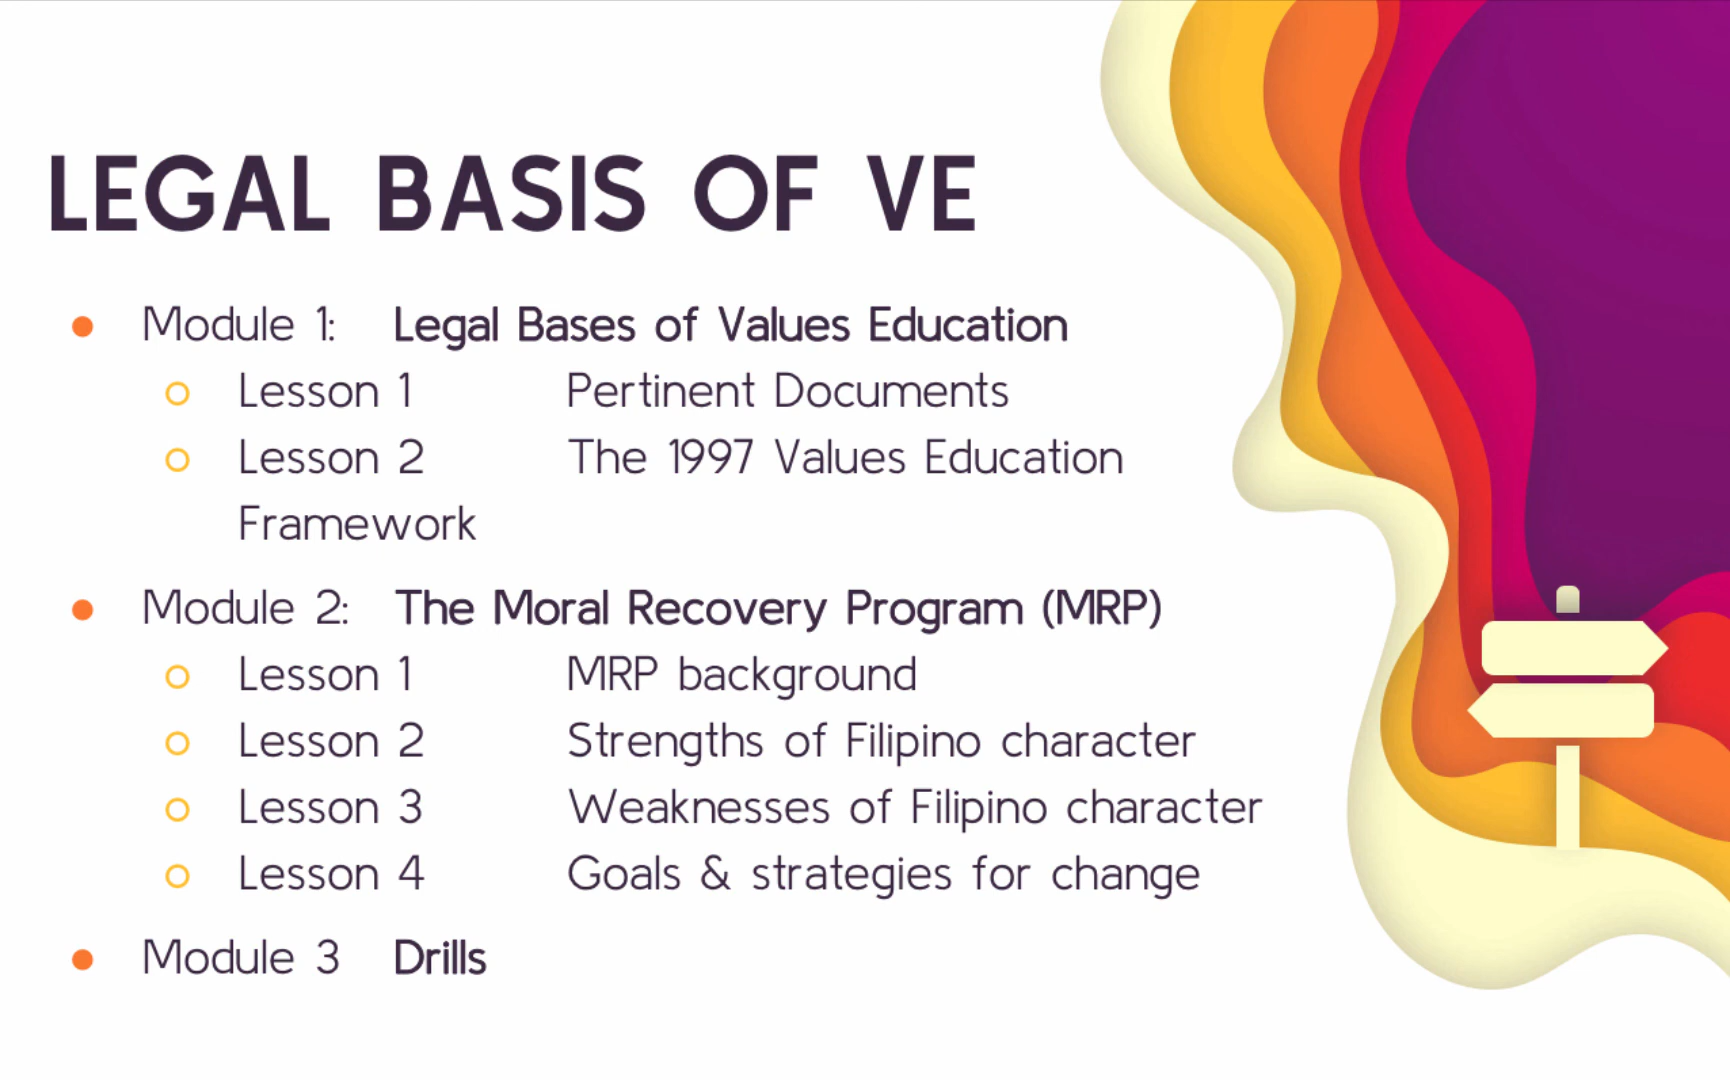 LEGAL BASIS OF VE
Module 1: Legal Bases of Values Education
Lesson 1 Pertinent Documents
Lesson 2 The 1997 Values Education
Framework
Module 2: The Moral Recovery Program (MRP)
Lesson 1 MRP background
Lesson 2 Strengths of Filipino character
Lesson 3 Weaknesses of Filipino character
Lesson 4 Goals & strategies for change
Module 3 Drills